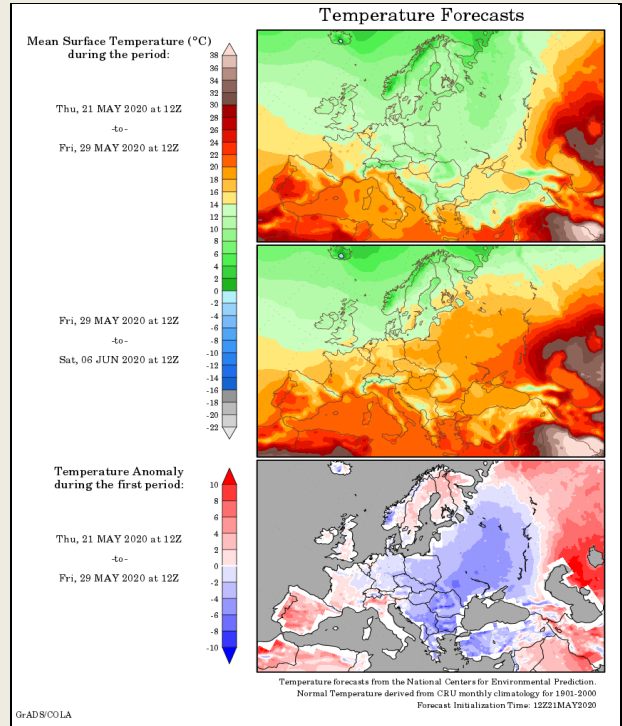 Temperature Forecasts
Mean Surface Temperature (°C)
during the period:
Thu, 21 MAY 2020 at 12Z
-to-
Fri, 29 MAY 2020 at 12Z
38
36
34
32
30
28
26
24
22
20
18
16
14
12
10
8
6
4
2
0
-2
-4
-6
-8
-10
-12
-14
-16
-18
-20
-22
Fri, 29 MAY 2020 at 12Z
-to-
Sat, 06 JUN 2020 at 12Z
Temperature Anomaly
during the first period:
Thu, 21 MAY 2020 at 12Z
-to-
Fri, 29 MAY 2020 at 12Z
10
8
6
4
2
0
-2
-4
-6
-8
-10
Temperature forecasts from the National Centers for Environmental Prediction.
Normal Temperature derived from CRU monthly climatology for 1901-2000
Forecast Initialization Time: 12Z21MAY2020
GrADS/COLA